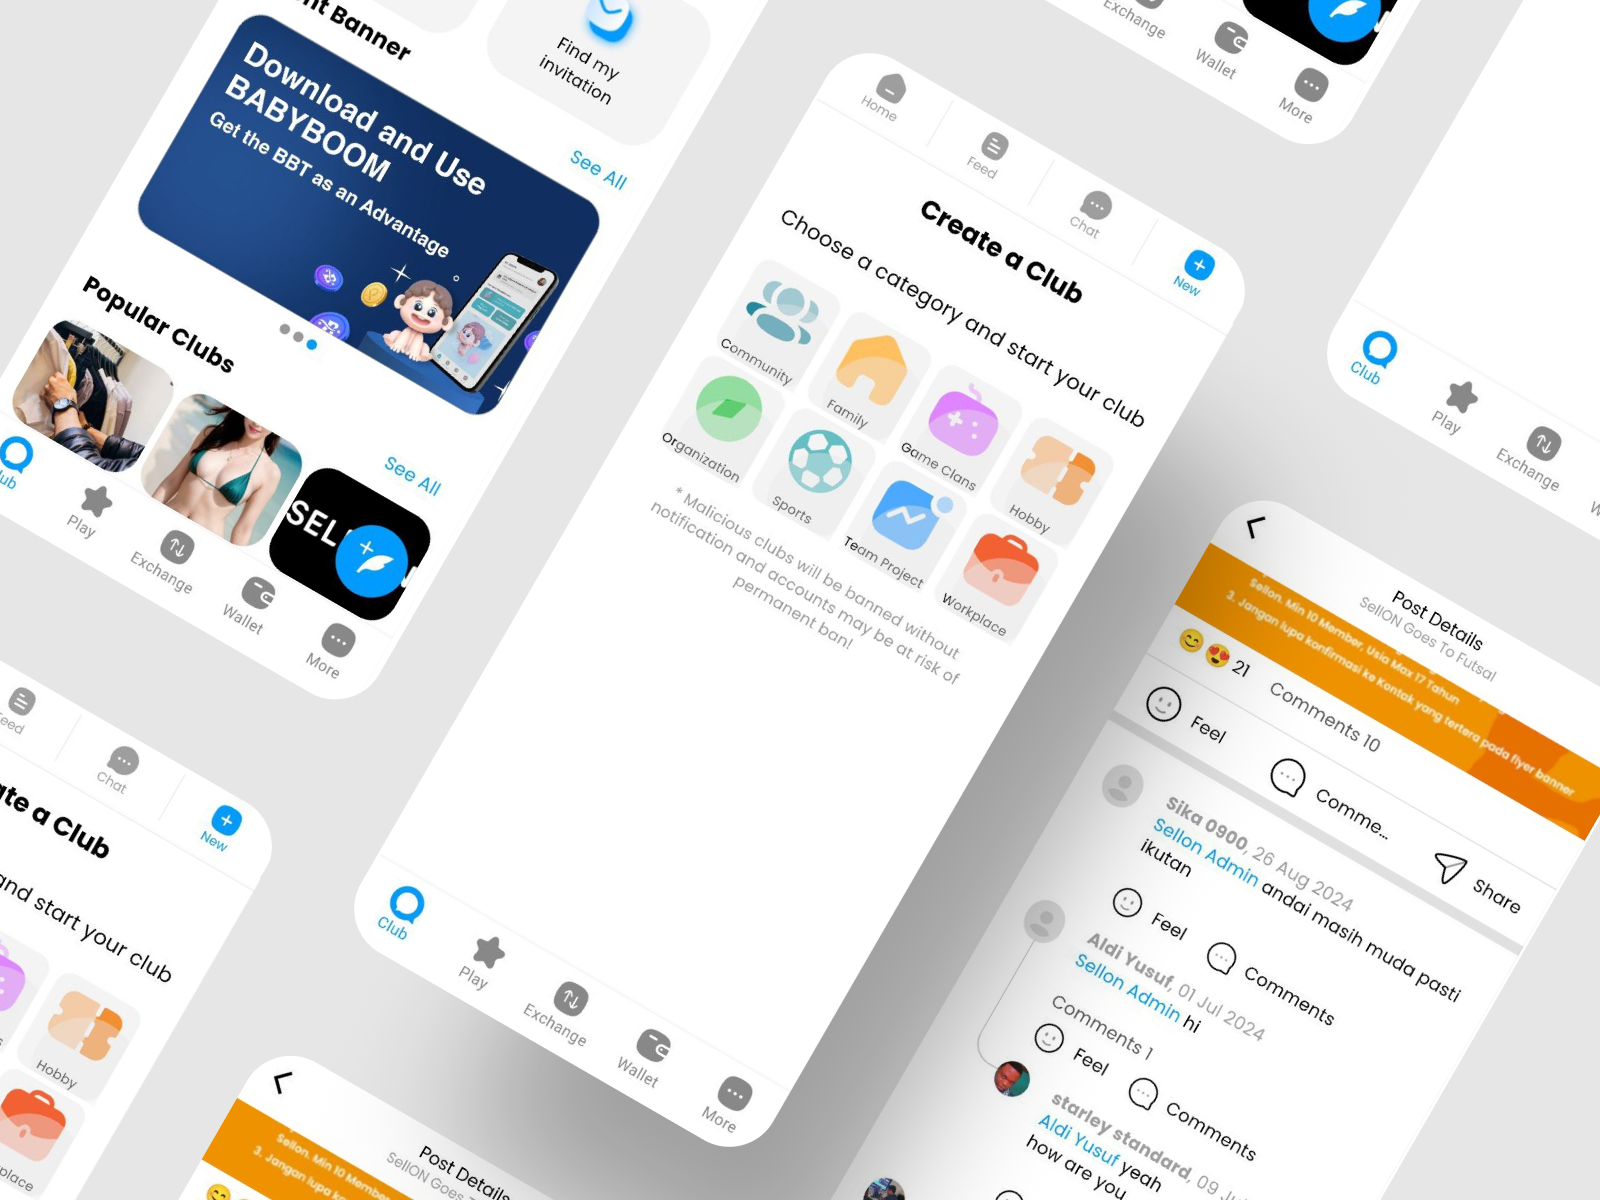 nt Banner
Find my
invitation
Download and Use
BABYBOOM
Get the BBT as an Advantage
See All
Popular Clubs
See All
SEL
Club
Play
Exchange
Wallet
More
Home
Feed
Chat
New
Create a Club
Choose a category and start your club
Community
Family
Game Clans
Hobby
Organization
Sports
Team Project
Workplace
* Malicious clubs will be banned without
notification and accounts may be at risk of
permanent ban!
Club
Play
Exchange
Wallet
More
Exchange
Wallet
More
Club
Play
Exchange
W
Post Details
SellON Goes To Futsal
Sellon. Min 10 Member, Usia Max 17 Tahun
3. Jangan lupa konfirmasi ke Kontak yang tertera pada flyer banner
21
Comments 10
Feel
Comme...
Share
Sika 0900, 26 Aug 2024
Sellon Admin andai masih muda pasti
ikutan
Feel
Comments
Aldi Yusuf, 01 Jul 2024
Sellon Admin hi
Comments 1
Feel
Comments
starley standard, 09 J
Aldi Yusuf yeah
how are you
Feed
Chat
New
ate a Club
and start your club
s
Hobby
place
Post Details
SellON Goes T
Sellon. Min 10 Member
3. Jangan lupa ko